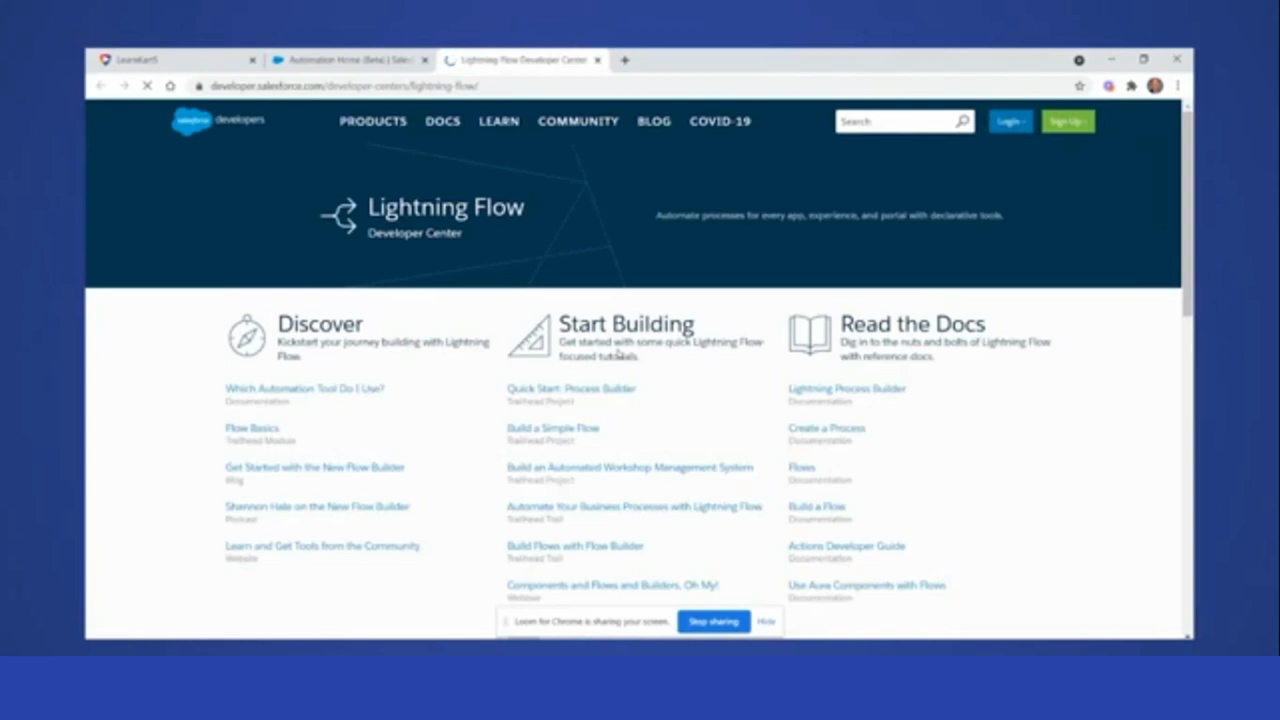 LearnKartS
Automation Home (Beta) | Salesf
Lightning Flow Developer Center
developer.salesforce.com/developer-centers/lightning-flow/
salesforce developers
PRODUCTS DOCS LEARN COMMUNITY BLOG COVID-19
Search
Login
Sign Up
Lightning Flow
Developer Center
Automate processes for every app, experience, and portal with declarative tools.
Discover
Kickstart your journey building with Lightning
Flow.
Which Automation Tool Do I Use?
Documentation
Flow Basics
Trailhead Module
Get Started with the New Flow Builder
Blog
Shannon Hale on the New Flow Builder
Podcast
Learn and Get Tools from the Community
Website
Start Building
Get started with some quick Lightning Flow
focused tutorials.
Quick Start: Process Builder
Trailhead Project
Build a Simple Flow
Trailhead Project
Build an Automated Workshop Management System
Trailhead Project
Automate Your Business Processes with Lightning Flow
Trailhead Trail
Build Flows with Flow Builder
Trailhead Trail
Components and Flows and Builders, Oh My!
Webinar
Read the Docs
Dig in to the nuts and bolts of Lightning Flow
with reference docs.
Lightning Process Builder
Documentation
Create a Process
Documentation
Flows
Documentation
Build a Flow
Documentation
Actions Developer Guide
Documentation
Use Aura Components with Flows
Documentation
Loom for Chrome is sharing your screen.
Stop sharing
Hide